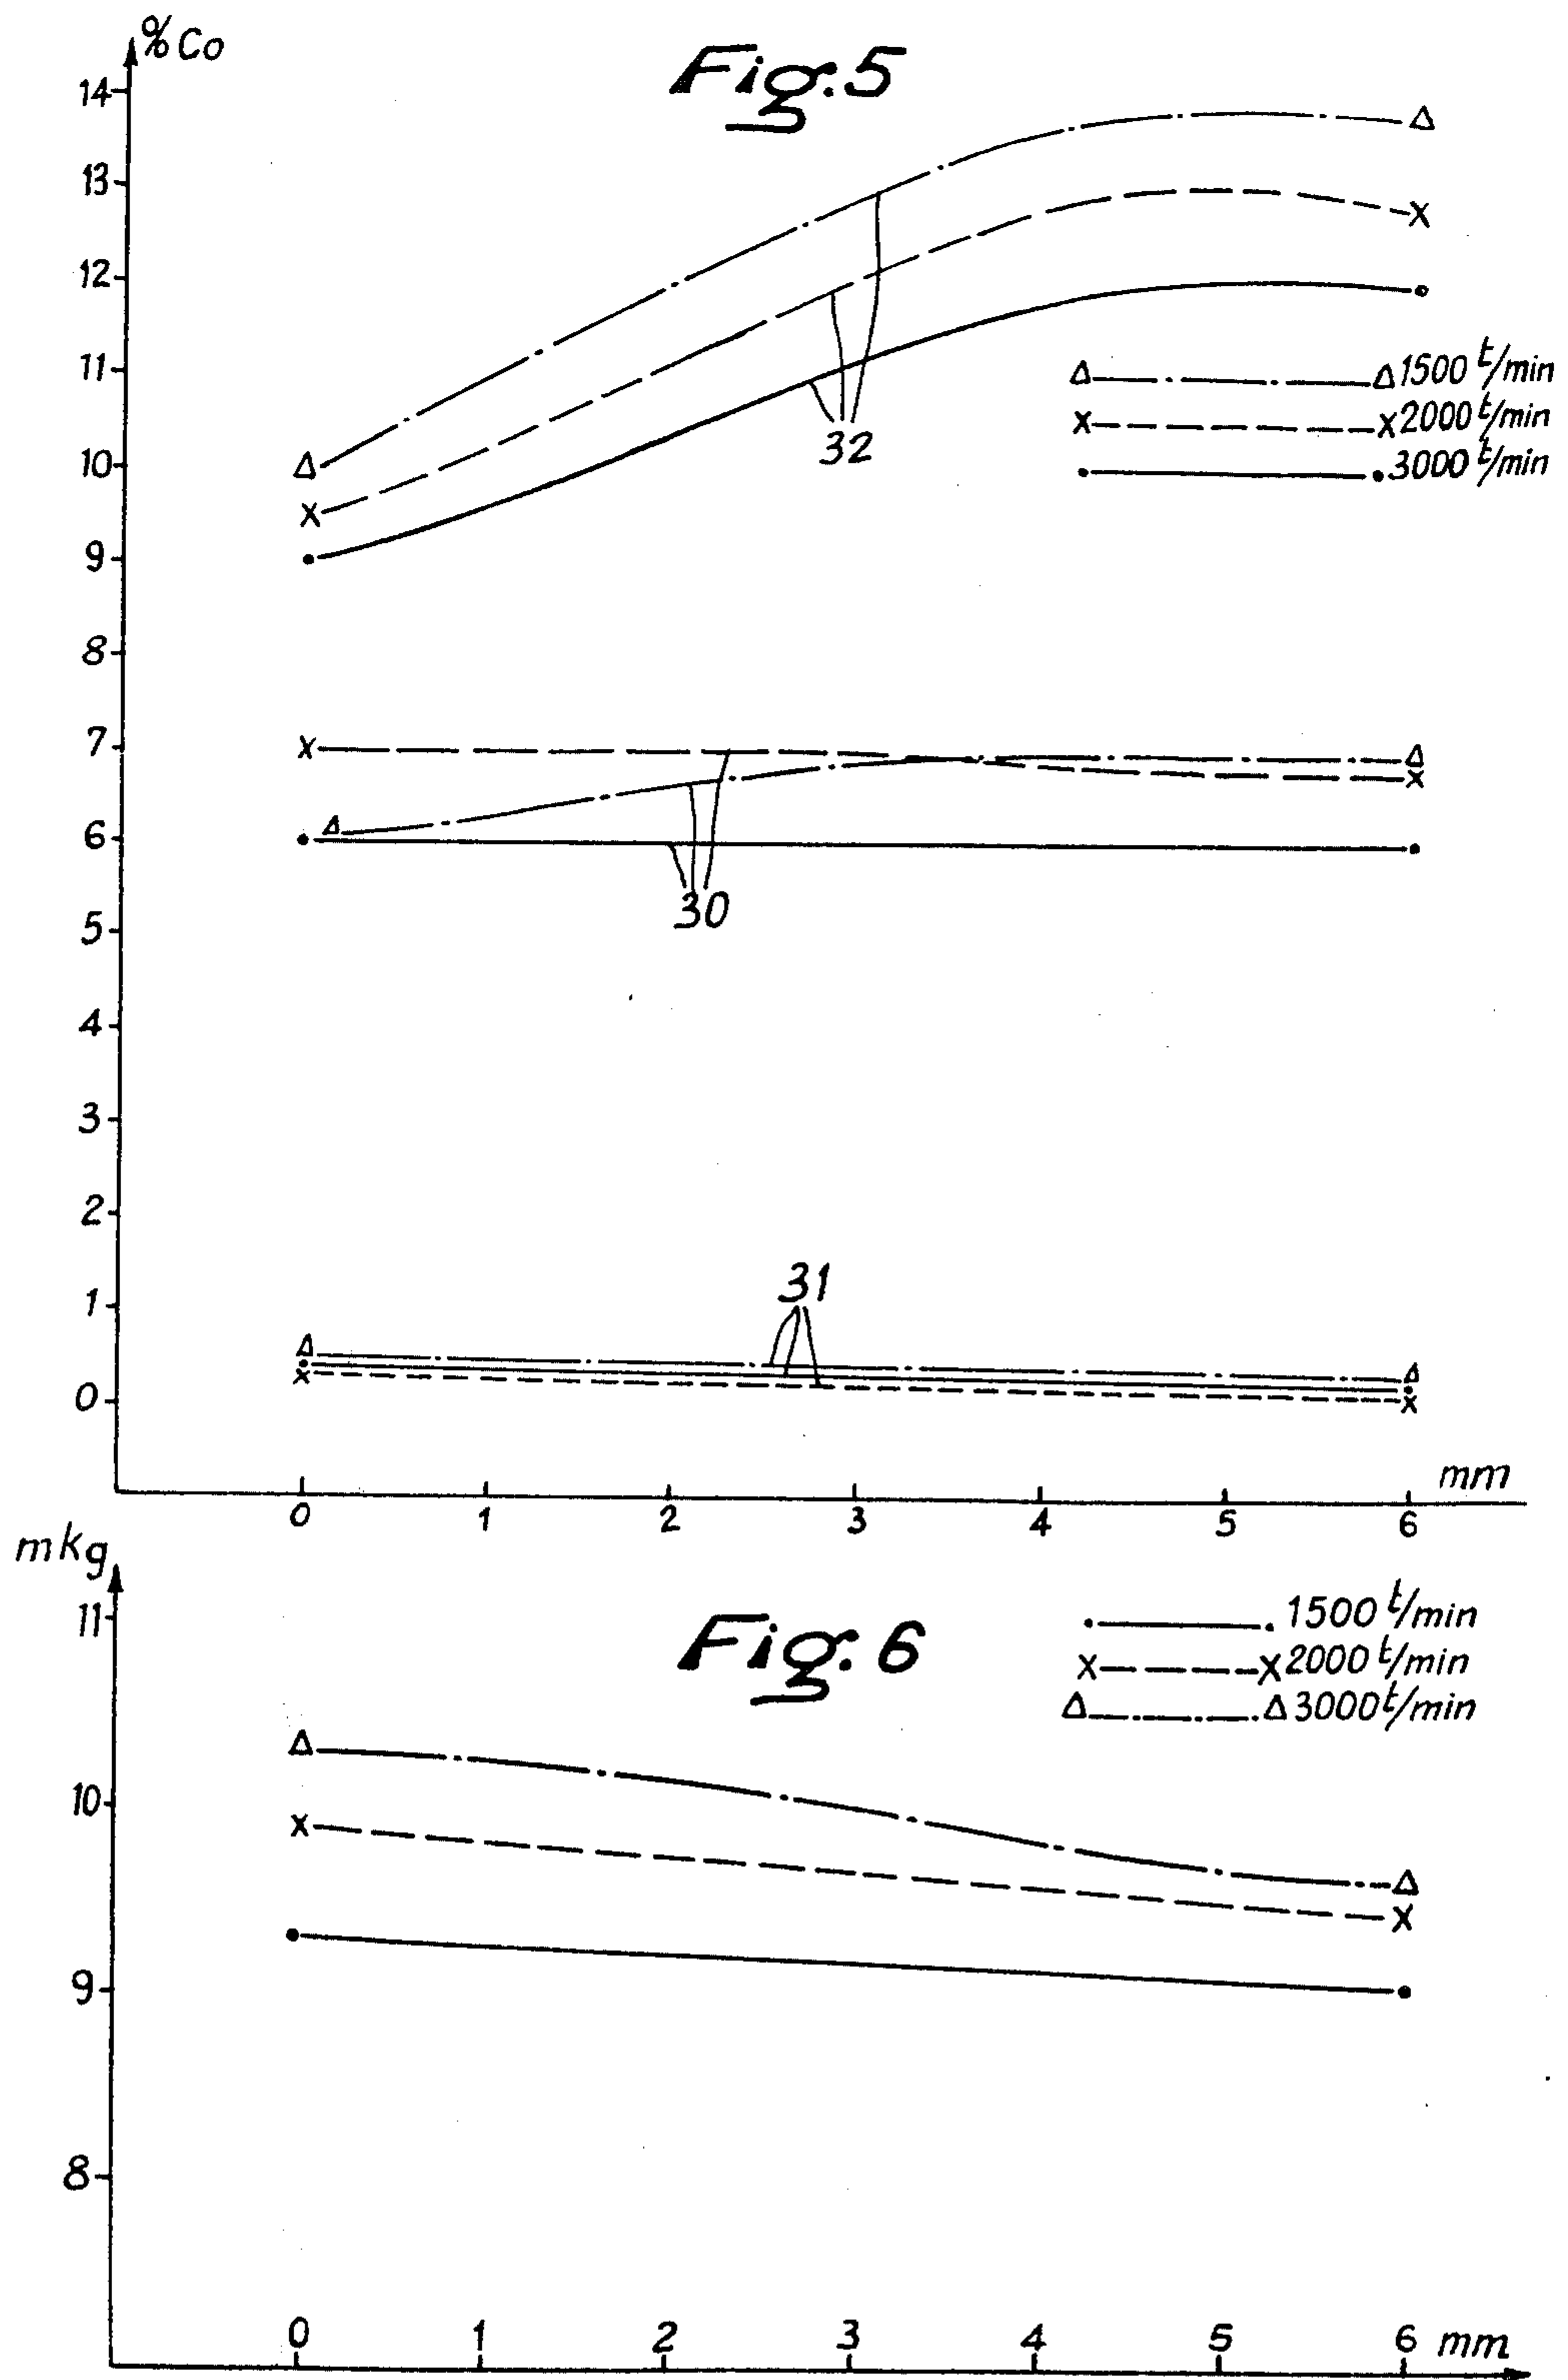 %Co
Fig. 5
14
13
12
11
10
9
8
7
6
5
4
3
2
1
0
Δ Δ 1500 t/min
X X 2000 t/min
3000 t/min
32
30
31
0 1 2 3 4 5 6 mm
mkg
Fig. 6
11
10
9
8
1500 t/min
X X 2000 t/min
Δ Δ 3000 t/min
0 1 2 3 4 5 6 mm